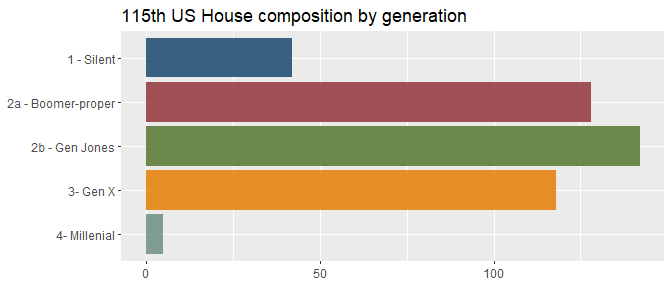 115th US House composition by generation
1 - Silent
2a - Boomer-proper
2b - Gen Jones
3- Gen X
4- Millenial
0
50
100